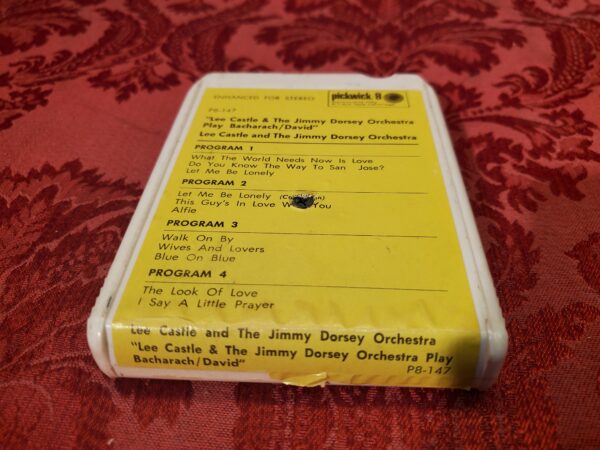 ENHANCED FOR STEREO
pickwick 8
P8-147
"Lee Castle & The Jimmy Dorsey Orchestra
Play Bacharach/David"
Lee Castle and The Jimmy Dorsey Orchestra
PROGRAM 1
What The World Needs Now Is Love
Do You Know The Way To San Jose?
Let Me Be Lonely
PROGRAM 2
Let Me Be Lonely
This Guy's In Love You
Alfie
PROGRAM 3
Walk On By
Wives And Lovers
Blue On Blue
PROGRAM 4
The Look Of Love
I Say A Little Prayer
Lee Castle and The Jimmy Dorsey Orchestra
"Lee Castle & The Jimmy Dorsey Orchestra Play
Bacharach/David"
P8-147